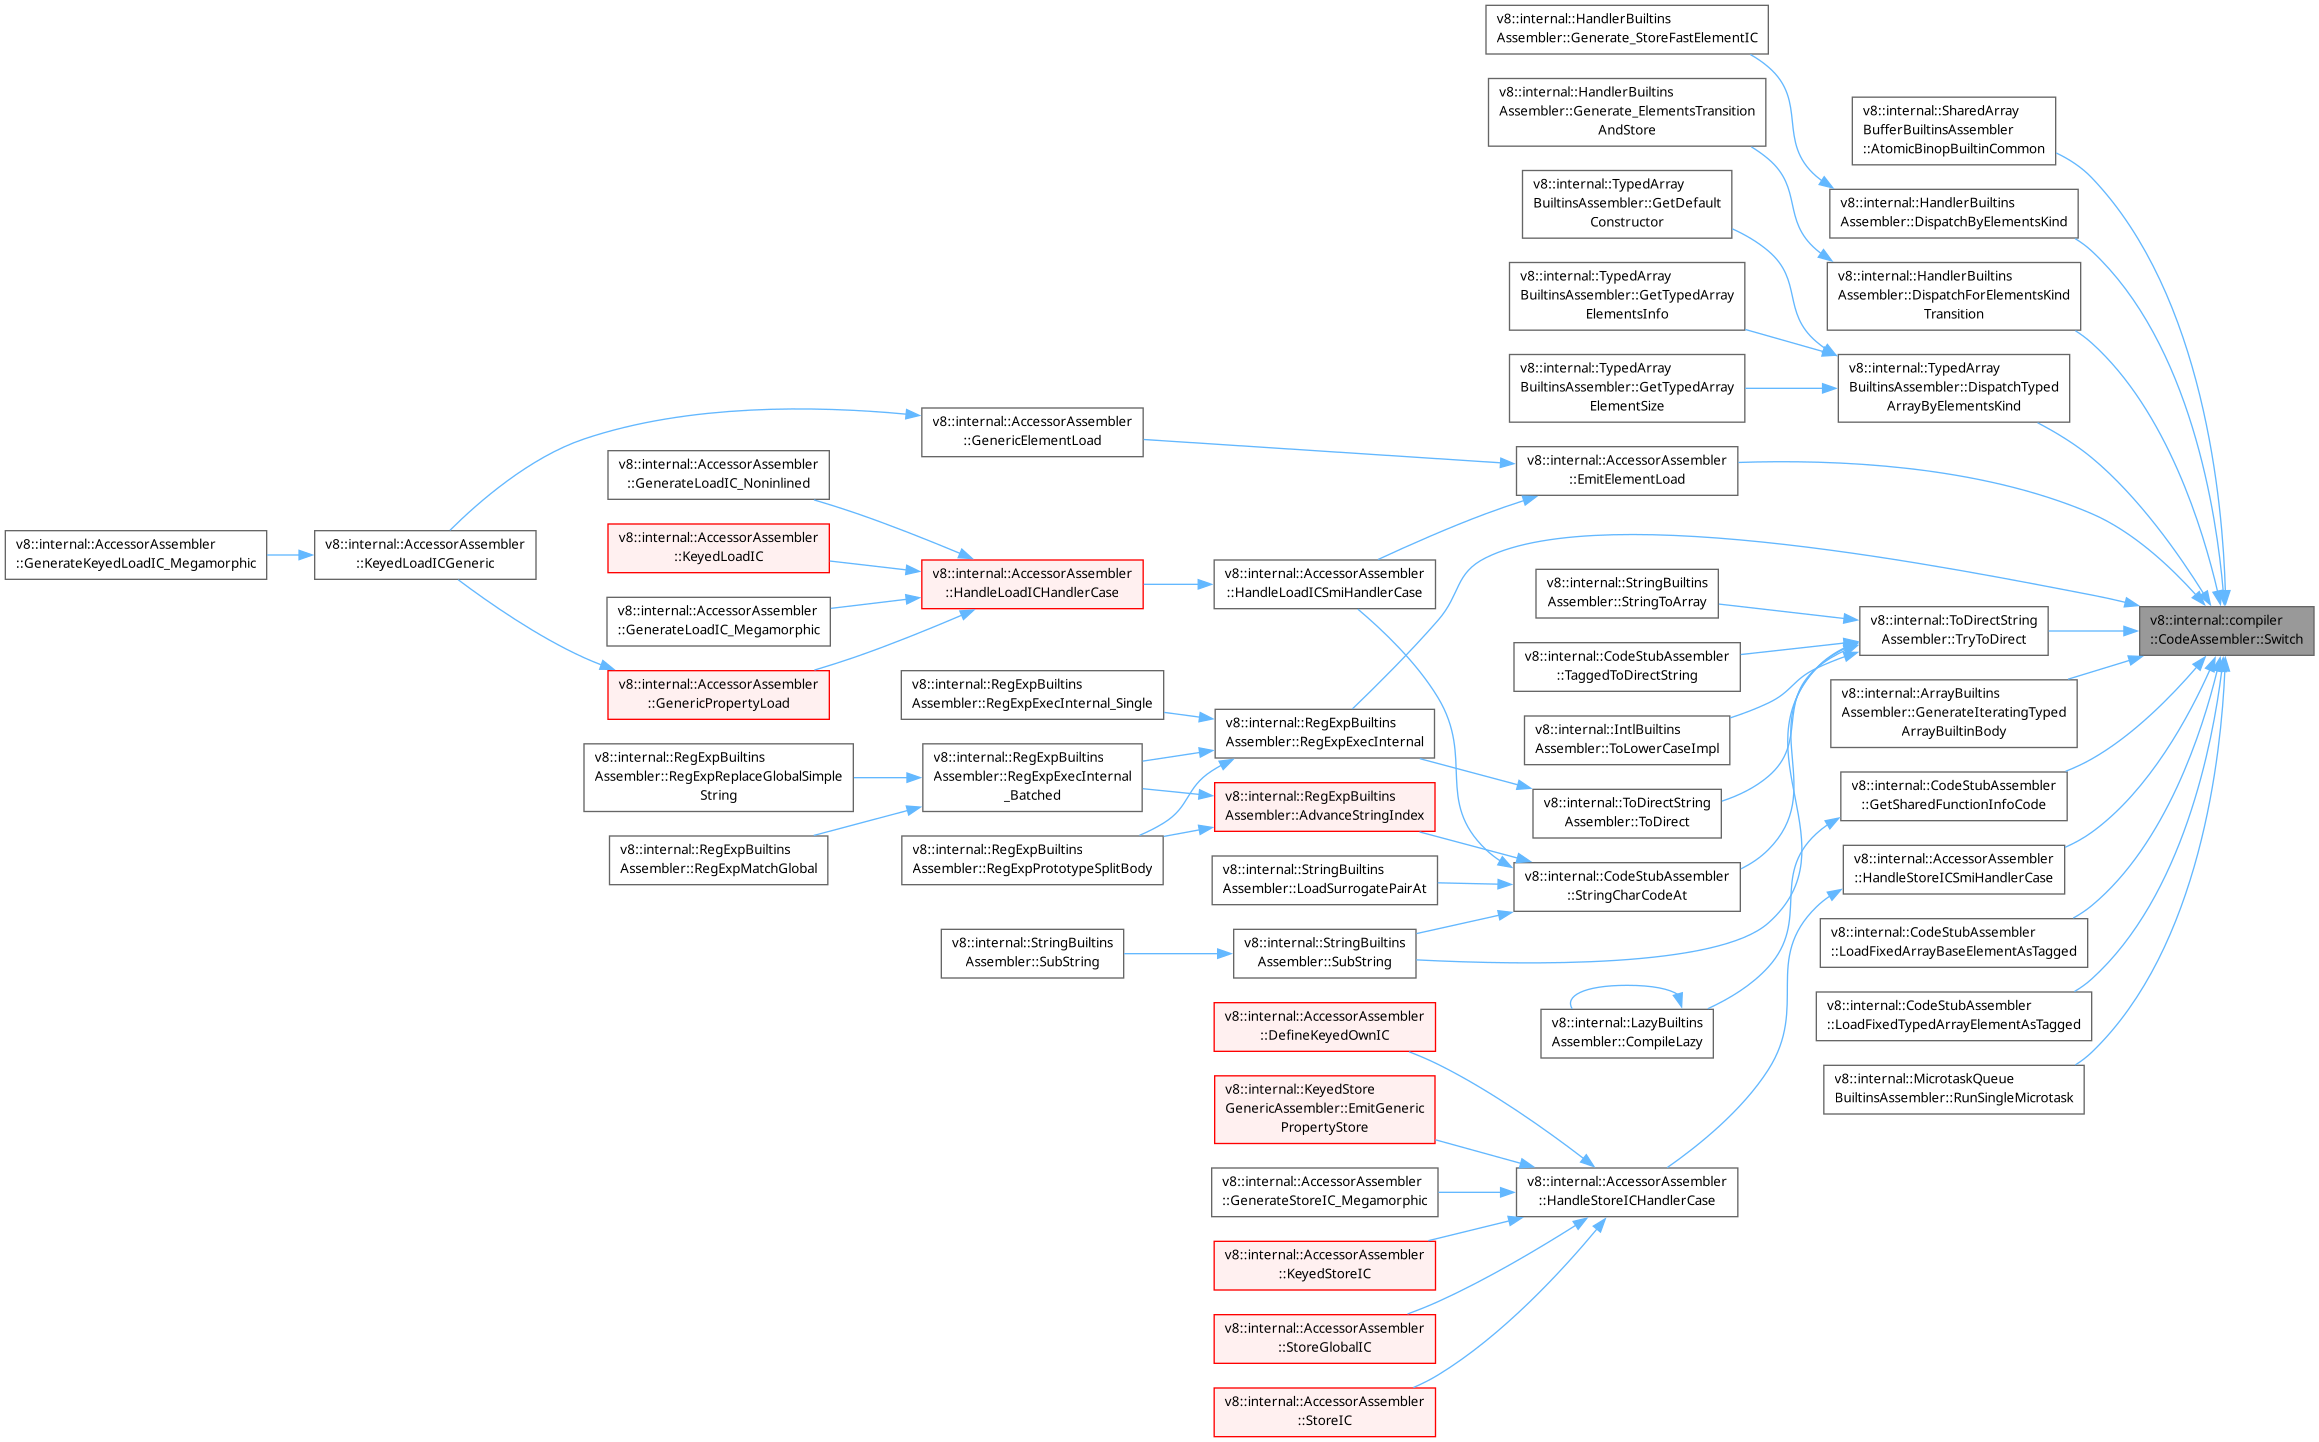 v8::internal::HandlerBuiltins
Assembler::Generate_StoreFastElementIC
v8::internal::HandlerBuiltins
Assembler::Generate_ElementsTransition
AndStore
v8::internal::SharedArray
BufferBuiltinsAssembler
::AtomicBinopBuiltinCommon
v8::internal::TypedArray
BuiltinsAssembler::GetDefault
Constructor
v8::internal::HandlerBuiltins
Assembler::DispatchByElementsKind
v8::internal::TypedArray
BuiltinsAssembler::GetTypedArray
ElementsInfo
v8::internal::HandlerBuiltins
Assembler::DispatchForElementsKind
Transition
v8::internal::TypedArray
BuiltinsAssembler::GetTypedArray
ElementSize
v8::internal::TypedArray
BuiltinsAssembler::DispatchTyped
ArrayByElementsKind
v8::internal::AccessorAssembler
::GenericElementLoad
v8::internal::AccessorAssembler
::GenerateLoadIC_Noninlined
v8::internal::AccessorAssembler
::EmitElementLoad
v8::internal::AccessorAssembler
::GenerateKeyedLoadIC_Megamorphic
v8::internal::AccessorAssembler
::KeyedLoadICGeneric
v8::internal::AccessorAssembler
::KeyedLoadIC
v8::internal::AccessorAssembler
::HandleLoadICHandlerCase
v8::internal::AccessorAssembler
::HandleLoadICSmiHandlerCase
v8::internal::StringBuiltins
Assembler::StringToArray
v8::internal::AccessorAssembler
::GenerateLoadIC_Megamorphic
v8::internal::ToDirectString
Assembler::TryToDirect
v8::internal::compiler
::CodeAssembler::Switch
v8::internal::AccessorAssembler
::GenericPropertyLoad
v8::internal::RegExpBuiltins
Assembler::RegExpExecInternal_Single
v8::internal::CodeStubAssembler
::TaggedToDirectString
v8::internal::ArrayBuiltins
Assembler::GenerateIteratingTyped
ArrayBuiltinBody
v8::internal::RegExpBuiltins
Assembler::RegExpExecInternal
v8::internal::IntlBuiltins
Assembler::ToLowerCaseImpl
v8::internal::RegExpBuiltins
Assembler::RegExpReplaceGlobalSimple
String
v8::internal::RegExpBuiltins
Assembler::RegExpExecInternal
_Batched
v8::internal::RegExpBuiltins
Assembler::AdvanceStringIndex
v8::internal::ToDirectString
Assembler::ToDirect
v8::internal::CodeStubAssembler
::GetSharedFunctionInfoCode
v8::internal::RegExpBuiltins
Assembler::RegExpMatchGlobal
v8::internal::RegExpBuiltins
Assembler::RegExpPrototypeSplitBody
v8::internal::StringBuiltins
Assembler::LoadSurrogatePairAt
v8::internal::CodeStubAssembler
::StringCharCodeAt
v8::internal::AccessorAssembler
::HandleStoreICSmiHandlerCase
v8::internal::StringBuiltins
Assembler::SubString
v8::internal::StringBuiltins
Assembler::SubString
v8::internal::CodeStubAssembler
::LoadFixedArrayBaseElementAsTagged
v8::internal::AccessorAssembler
::DefineKeyedOwnIC
v8::internal::LazyBuiltins
Assembler::CompileLazy
v8::internal::CodeStubAssembler
::LoadFixedTypedArrayElementAsTagged
v8::internal::KeyedStore
GenericAssembler::EmitGeneric
PropertyStore
v8::internal::MicrotaskQueue
BuiltinsAssembler::RunSingleMicrotask
v8::internal::AccessorAssembler
::GenerateStoreIC_Megamorphic
v8::internal::AccessorAssembler
::HandleStoreICHandlerCase
v8::internal::AccessorAssembler
::KeyedStoreIC
v8::internal::AccessorAssembler
::StoreGlobalIC
v8::internal::AccessorAssembler
::StoreIC